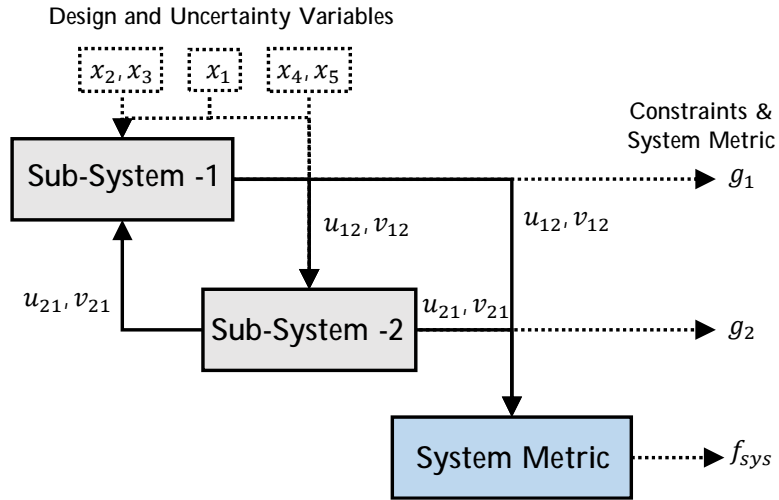 Design and Uncertainty Variables
x₂, x₃ x₁ x₄, x₅
Constraints &
System Metric
Sub-System -1
g₁
u₁₂, v₁₂ u₁₂, v₁₂
u₂₁, v₂₁ u₂₁, v₂₁
Sub-System -2
g₂
System Metric
f_sys